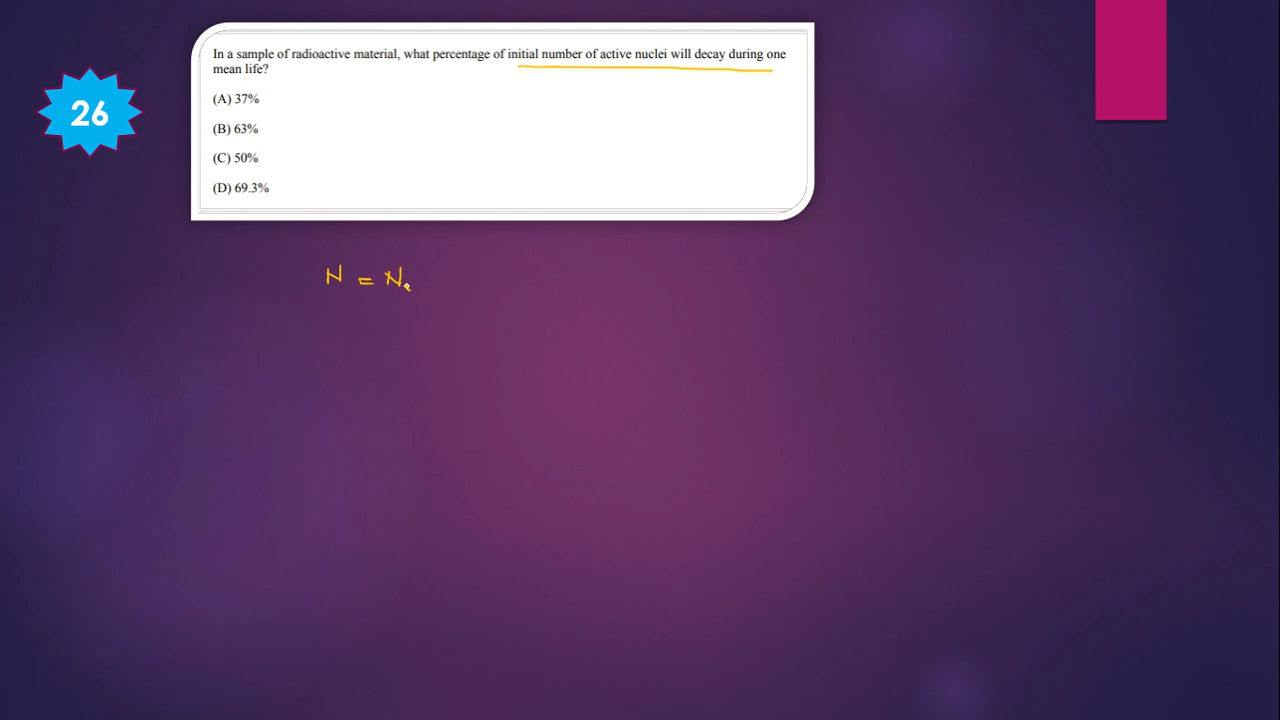 26
In a sample of radioactive material, what percentage of initial number of active nuclei will decay during one
mean life?
(A) 37%
(B) 63%
(C) 50%
(D) 69.3%
N = N